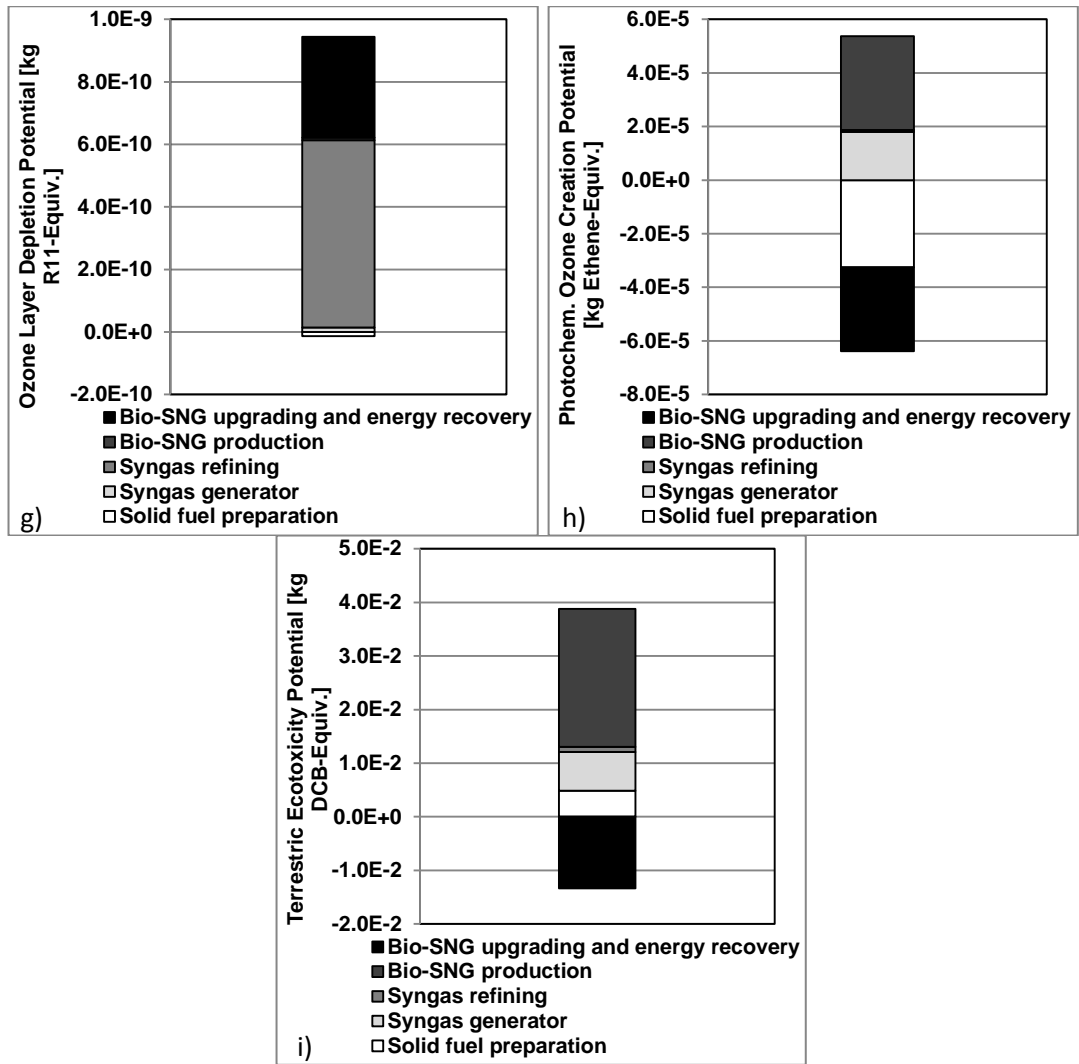 Ozone Layer Depletion Potential [kg
R11-Equiv.]
1.0E-9
8.0E-10
6.0E-10
4.0E-10
2.0E-10
0.0E+0
-2.0E-10
Bio-SNG upgrading and energy recovery
Bio-SNG production
Syngas refining
Syngas generator
Solid fuel preparation
g)
Photochem. Ozone Creation Potential
[kg Ethene-Equiv.]
6.0E-5
4.0E-5
2.0E-5
0.0E+0
-2.0E-5
-4.0E-5
-6.0E-5
-8.0E-5
Bio-SNG upgrading and energy recovery
Bio-SNG production
Syngas refining
Syngas generator
Solid fuel preparation
h)
Terrestric Ecotoxicity Potential [kg
DCB-Equiv.]
5.0E-2
4.0E-2
3.0E-2
2.0E-2
1.0E-2
0.0E+0
-1.0E-2
-2.0E-2
Bio-SNG upgrading and energy recovery
Bio-SNG production
Syngas refining
Syngas generator
Solid fuel preparation
i)